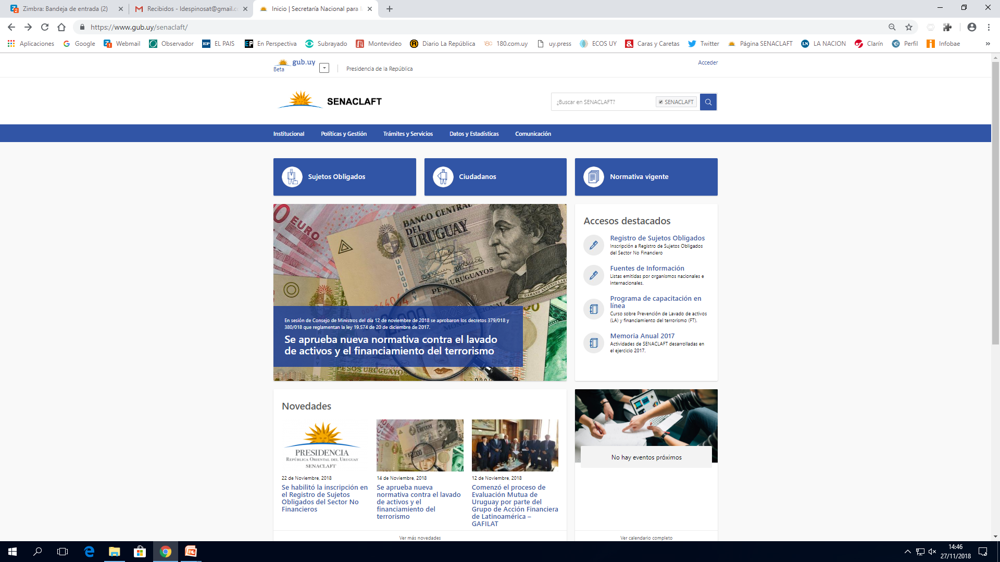 Zimbra: Bandeja de entrada (2)
Recibidos - ldespinosat@gmail.c
Inicio | Secretaría Nacional para l
https://www.gub.uy/senaclaft/
Aplicaciones
Google
Webmail
Observador
EL PAIS
En Perspectiva
Subrayado
Montevideo
Diario La República
180.com.uy
uy.press
ECOS UY
Caras y Caretas
Twitter
Página SENACLAFT
LA NACION
Clarín
Perfil
Infobae
»
gub.uy
Beta
Presidencia de la República
Acceder
SENACLAFT
¿Buscar en SENACLAFT?
SENACLAFT
Institucional
Políticas y Gestión
Trámites y Servicios
Datos y Estadísticas
Comunicación
Sujetos Obligados
Ciudadanos
Normativa vigente
EURO
BANCO CENTRAL
DEL
URUGUAY
PESOS URUGUAYOS
DÁMASO ANTONIO LARR
PESOS URUGUAYOS
En sesión de Consejo de Ministros del día 12 de noviembre de 2018 se aprobaron los decretos 379/018 y
380/018 que reglamentan la ley 19.574 de 20 de diciembre de 2017.
Se aprueba nueva normativa contra el lavado
de activos y el financiamiento del terrorismo
Accesos destacados
Registro de Sujetos Obligados
Inscripción a Registro de Sujetos Obligados
del Sector No Financiero
Fuentes de Información
Listas emitidas por organismos nacionales e
internacionales.
Programa de capacitación en
línea
Curso sobre Prevención de Lavado de activos
(LA) y financiamiento del terrorismo (FT).
Memoria Anual 2017
Actividades de SENACLAFT desarrolladas en
el ejercicio 2017.
Novedades
PRESIDENCIA
REPÚBLICA ORIENTAL DEL URUGUAY
SENACLAFT
22 de Noviembre, 2018
Se habilitó la inscripción en
el Registro de Sujetos
Obligados del Sector No
Financieros
14 de Noviembre, 2018
Se aprueba nueva
normativa contra el lavado
de activos y el
financiamiento del
terrorismo
12 de Noviembre, 2018
Comenzó el proceso de
Evaluación Mutua de
Uruguay por parte del
Grupo de Acción Financiera
de Latinoamérica –
GAFILAT
Ver más novedades
No hay eventos próximos
Ver calendario completo
14:46
27/11/2018